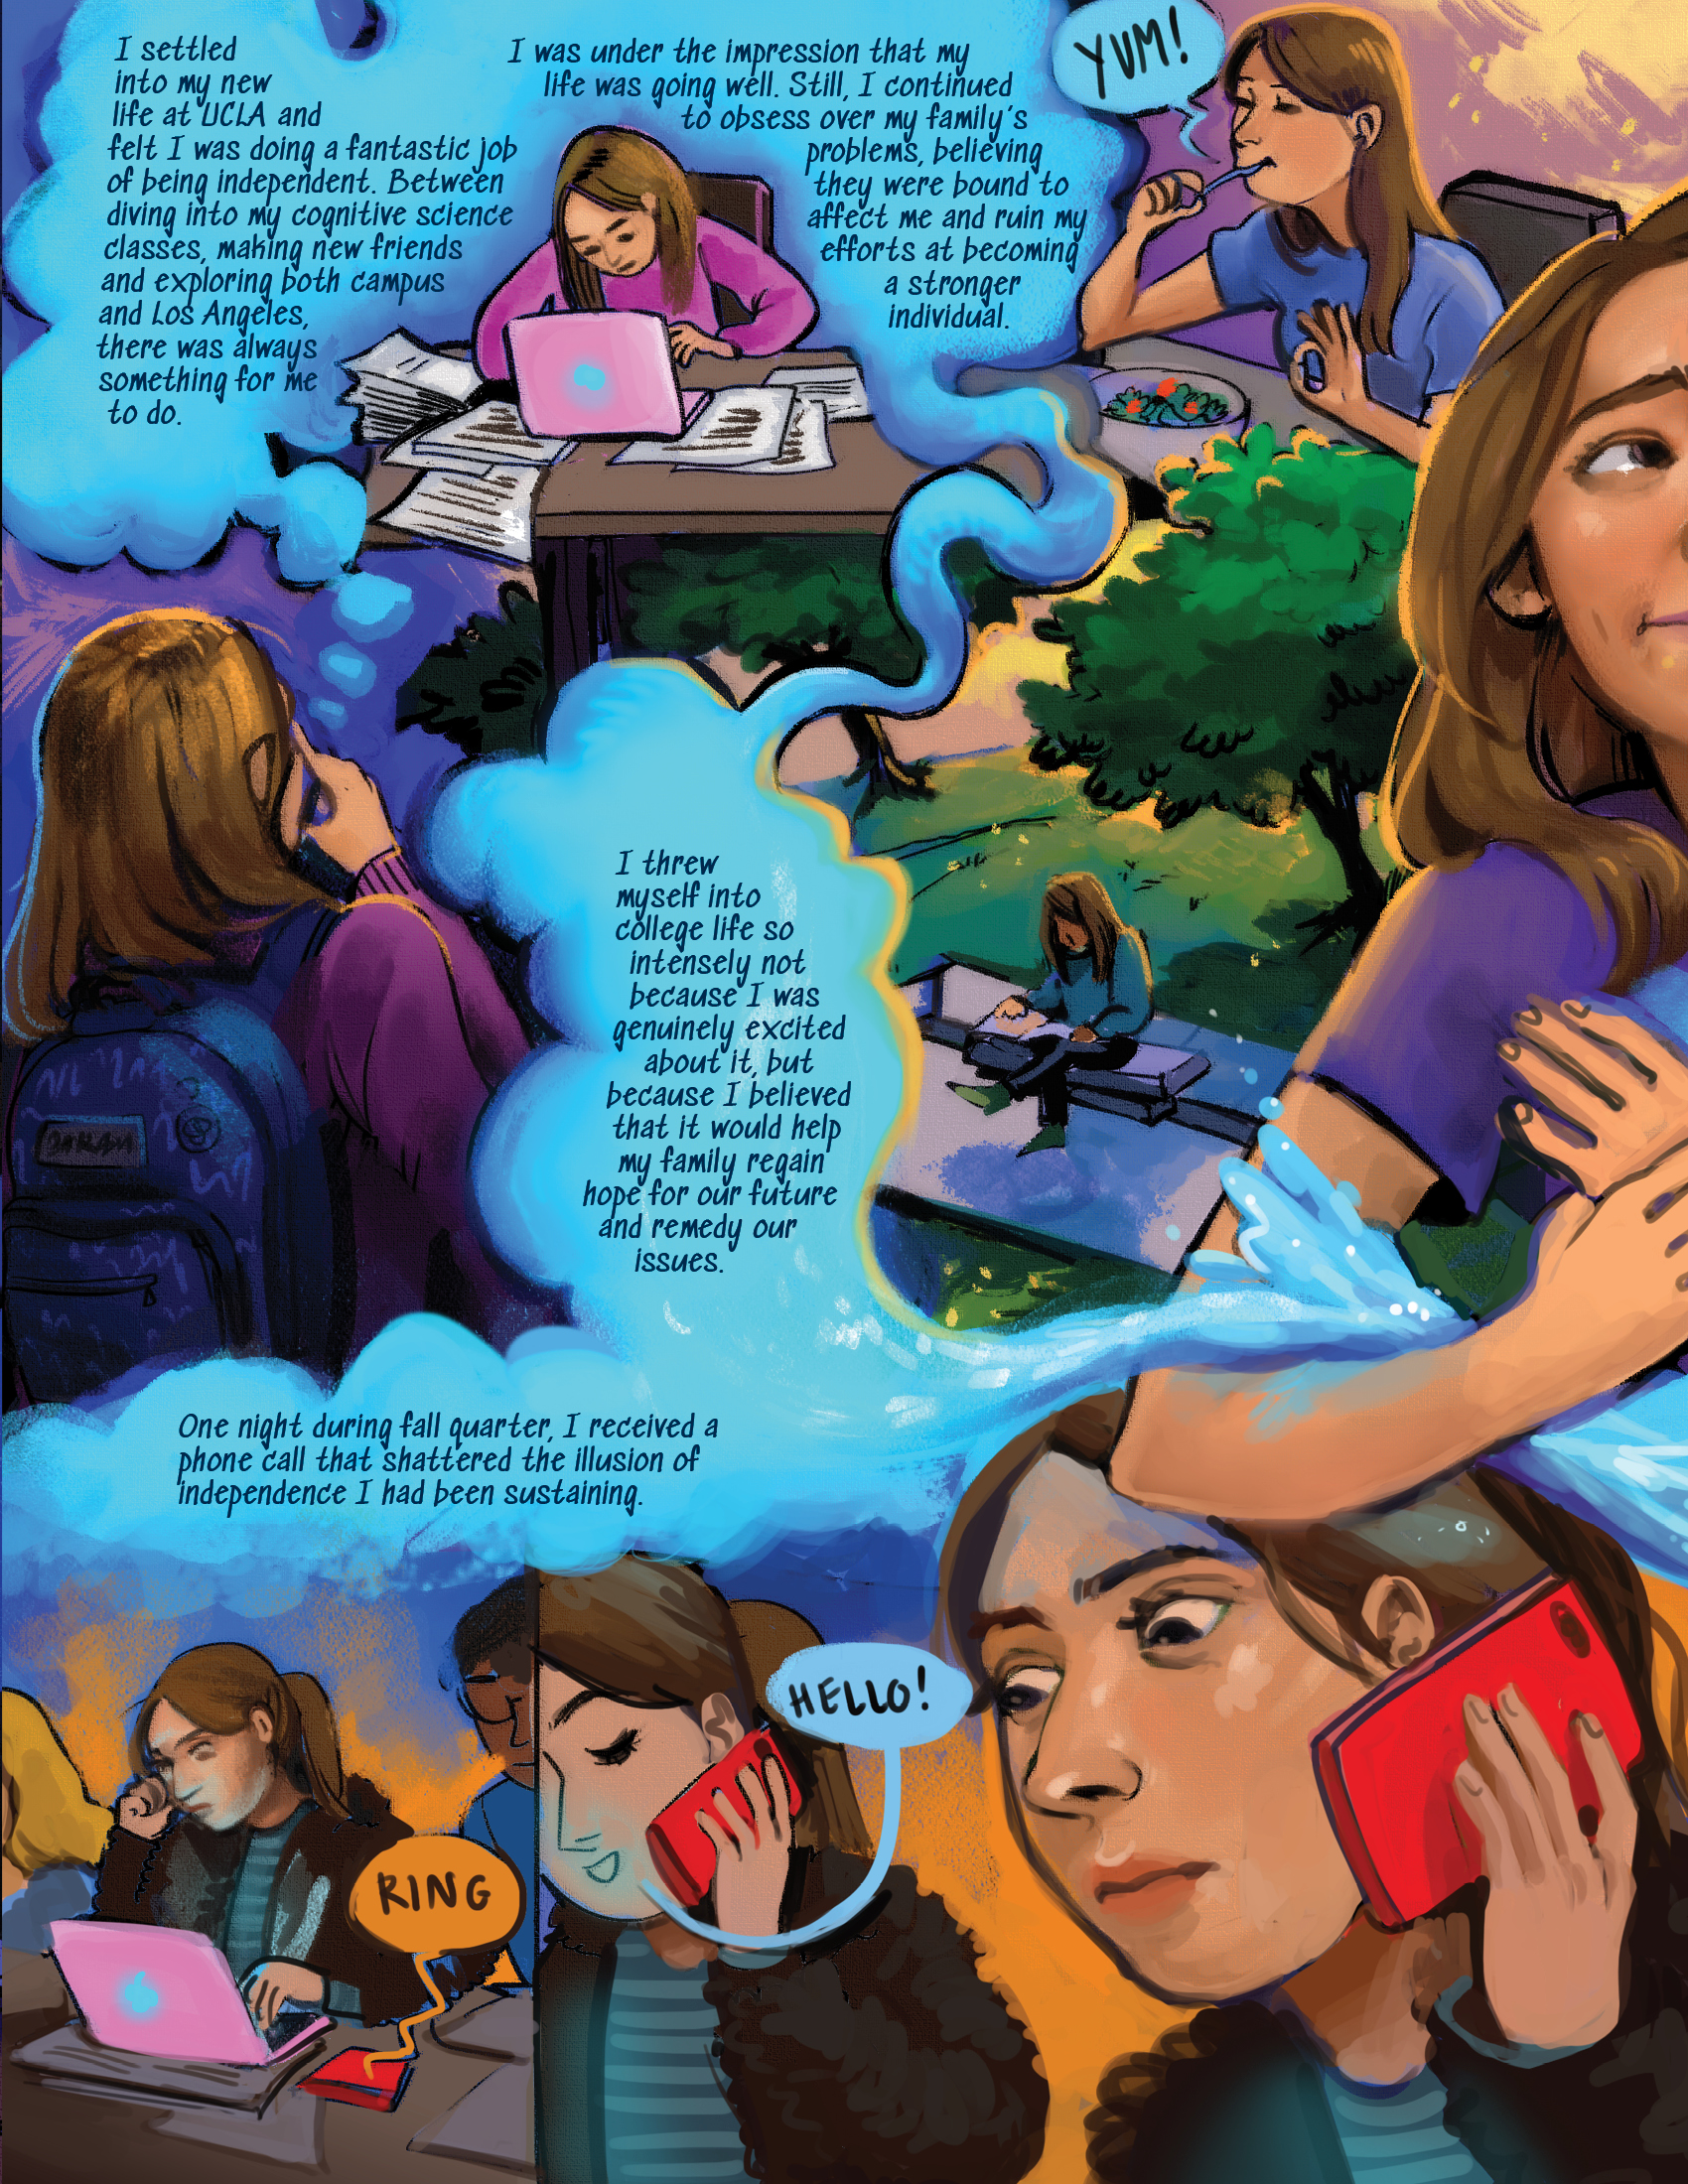 I settled
into my new
life at UCLA and
felt I was doing a fantastic job
of being independent. Between
diving into my cognitive science
classes, making new friends
and exploring both campus
and Los Angeles,
there was always
something for me
to do.
I was under the impression that my
life was going well. Still, I continued
to obsess over my family's
problems, believing
they were bound to
affect me and ruin my
efforts at becoming
a stronger
individual.
YUM!
I threw
myself into
college life so
intensely not
because I was
genuinely excited
about it, but
because I believed
that it would help
my family regain
hope for our future
and remedy our
issues.
One night during fall quarter, I received a
phone call that shattered the illusion of
independence I had been sustaining.
RING
HELLO!